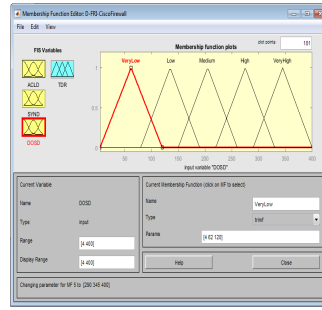 Membership Function Editor: D-FRI-CiscoFirewall
File Edit View
FIS Variables
Membership function plots
plot points:
181
ACLD
TDR
SYND
DOSD
VeryLow
Low
Medium
High
VeryHigh
1
0.5
0
50
100
150
200
250
300
350
400
input variable "DOSD"
Current Variable
Name
DOSD
Type
input
Range
[4 400]
Display Range
[4 400]
Current Membership Function (click on MF to select)
Name
VeryLow
Type
trimf
Params
[4 62 120]
Help
Close
Changing parameter for MF 5 to [290 345 400]